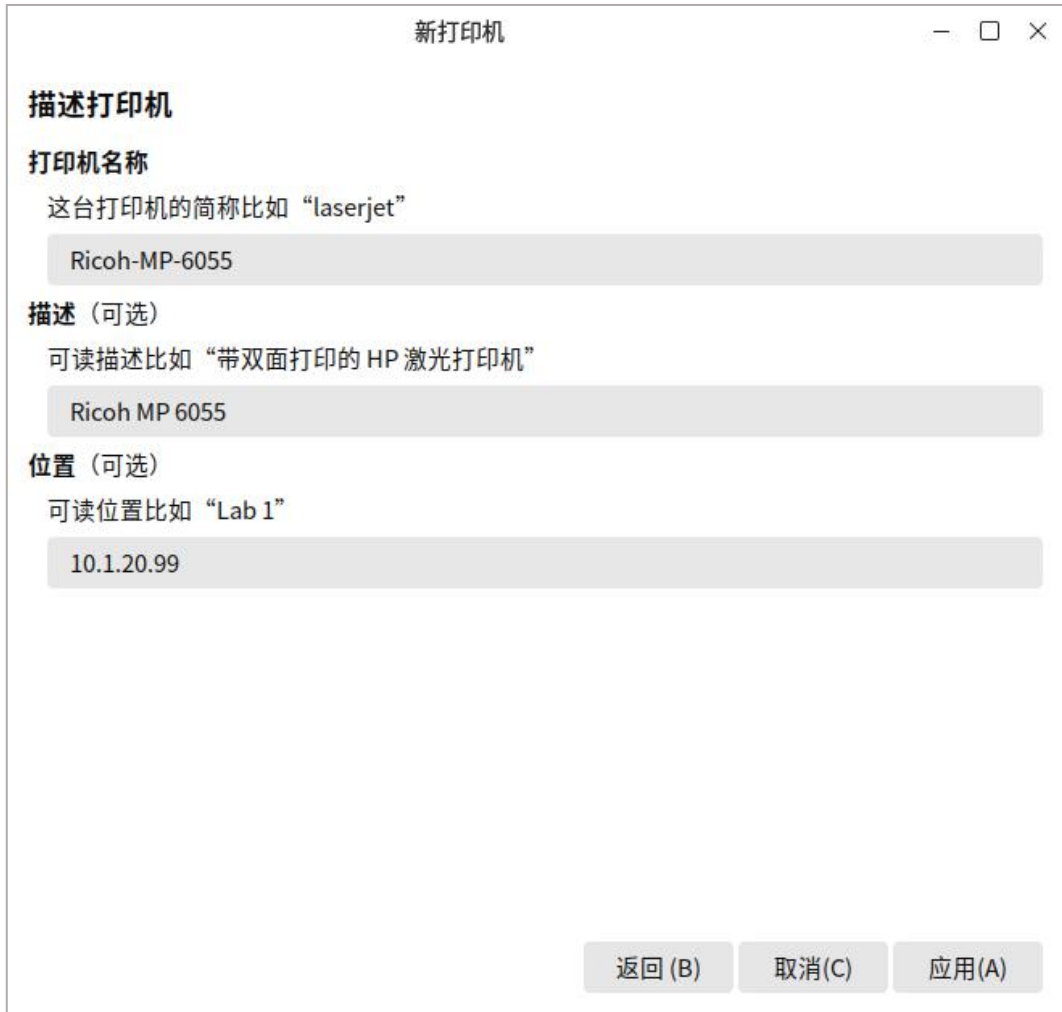 新打印机
描述打印机
打印机名称
这台打印机的简称比如“laserjet”
Ricoh-MP-6055
描述（可选）
可读描述比如“带双面打印的 HP 激光打印机”
Ricoh MP 6055
位置（可选）
可读位置比如“Lab 1”
10.1.20.99
返回 (B) 取消(C) 应用(A)